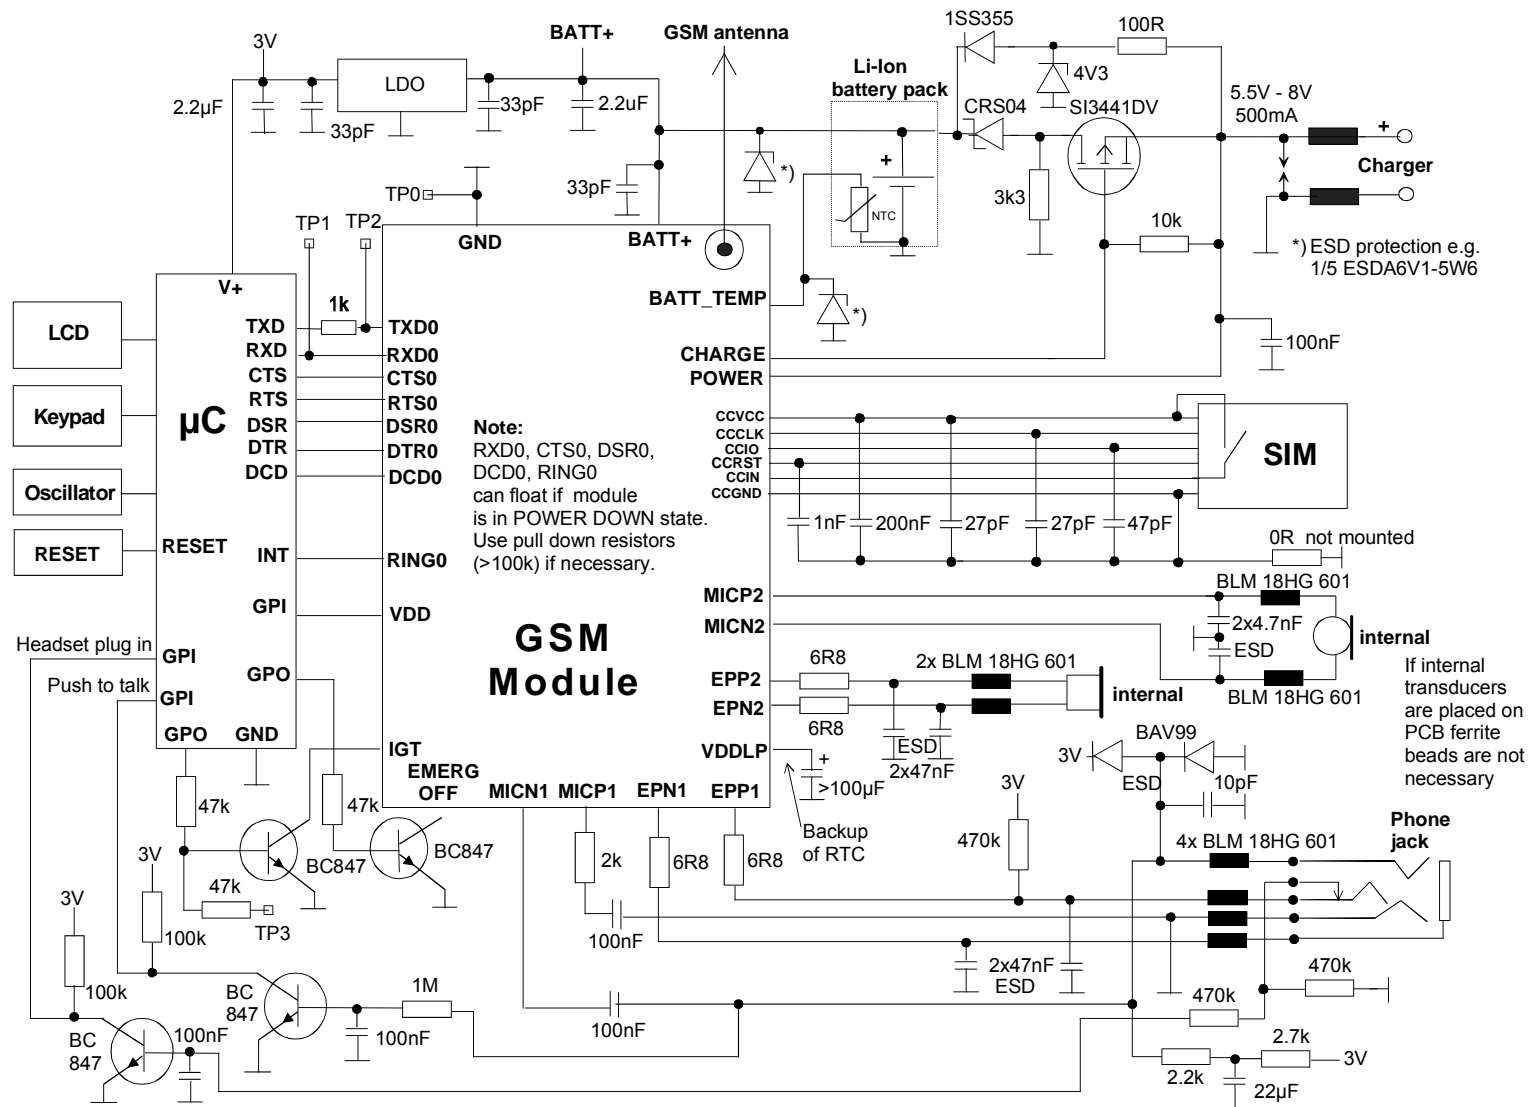 1SS355
100R
3V
BATT+
GSM antenna
LDO
Li-Ion
battery pack
4V3
5.5V - 8V
500mA
2.2µF
33pF
33pF
2.2uF
CRS04
SI3441DV
+
+
Charger
*)
33pF
TP0
NTC
3k3
10k
TP1
TP2
GND
BATT+
*) ESD protection e.g.
1/5 ESDA6V1-5W6
V+
1k
BATT_TEMP
*)
LCD
TXD
TXD0
RXD
RXD0
CHARGE
100nF
CTS
CTS0
POWER
Keypad
µC
RTS
RTS0
DSR
DSR0
DTR
DTR0
DCD
DCD0
Note:
RXD0, CTS0, DSR0,
DCD0, RING0
can float if module
is in POWER DOWN state.
Use pull down resistors
(>100k) if necessary.
CCVCC
CCCLK
CCIO
CCRST
CCIN
CCGND
SIM
Oscillator
1nF
200nF
27pF
27pF
47pF
RESET
RESET
INT
RING0
0R not mounted
BLM 18HG 601
GPI
VDD
MICP2
MICN2
2x4.7nF
ESD
internal
BLM 18HG 601
GSM
Module
Headset plug in
GPI
Push to talk
GPI
GPO
EPP2
EPN2
6R8
6R8
2x BLM 18HG 601
internal
If internal
transducers
are placed on
PCB ferrite
beads are not
necessary
GPO
GND
IGT
VDDLP
ESD
2x47nF
3V
BAV99
ESD
10pF
EMERG
OFF
MICN1
MICP1
EPN1
EPP1
+
>100µF
3V
47k
47k
Backup
of RTC
Phone
jack
BC847
BC847
2k
6R8
6R8
470k
4x BLM 18HG 601
3V
47k
TP3
3V
100k
100nF
100k
BC
847
1M
2x47nF
ESD
470k
470k
100nF
100nF
BC
847
100nF
2.7k
3V
2.2k
22µF